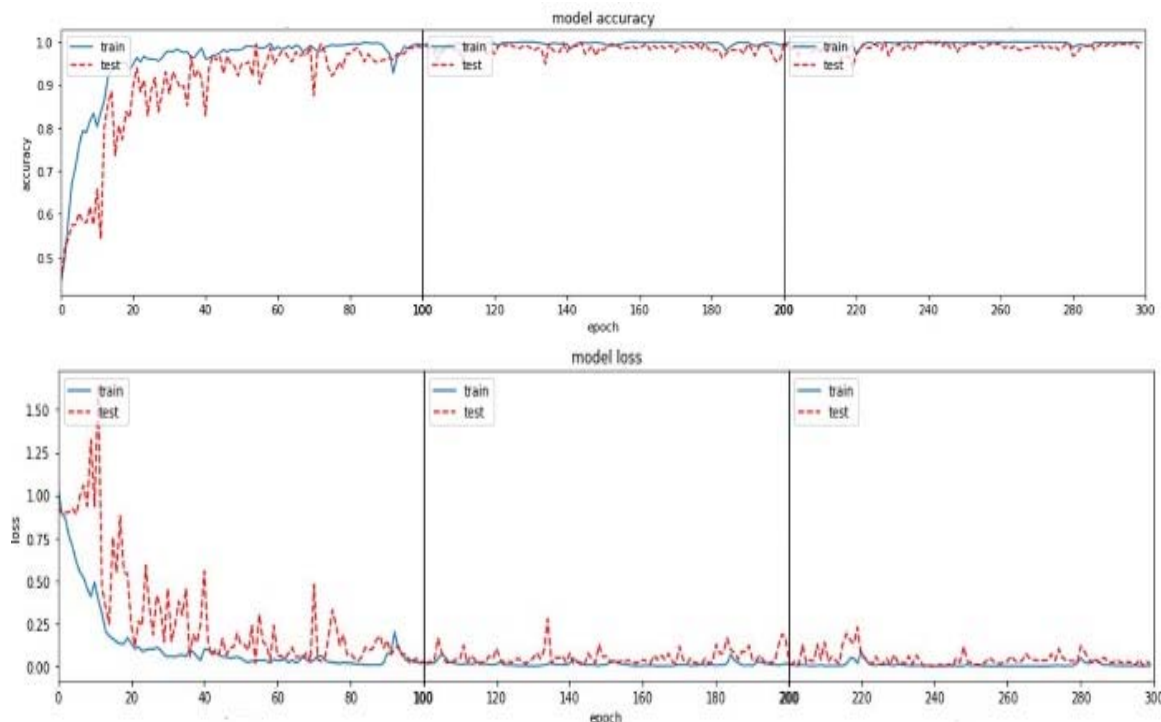 model accuracy
1.0
0.9
0.8
0.7
0.6
0.5
accuracy
train
test
train
test
train
test
0 20 40 60 80 100 120 140 160 180 200 220 240 260 280 300
epoch
model loss
1.50
1.25
1.00
0.75
0.50
0.25
0.00
loss
train
test
train
test
train
test
0 20 40 60 80 100 120 140 160 180 200 220 240 260 280 300
epoch